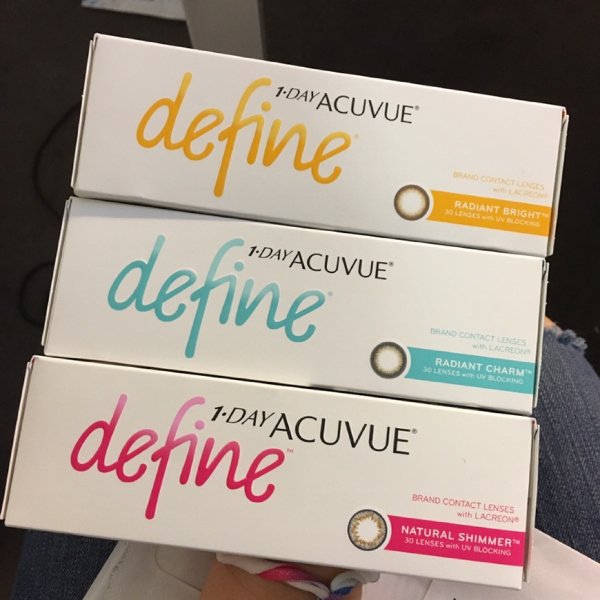 1·DAY ACUVUE®
define®
BRAND CONTACT LENSES
with LACREON®
RADIANT BRIGHT™
30 LENSES with UV BLOCKING
1·DAY ACUVUE®
define®
BRAND CONTACT LENSES
with LACREON®
RADIANT CHARM™
30 LENSES with UV BLOCKING
1·DAY ACUVUE®
define™
BRAND CONTACT LENSES
with LACREON®
NATURAL SHIMMER™
30 LENSES with UV BLOCKING